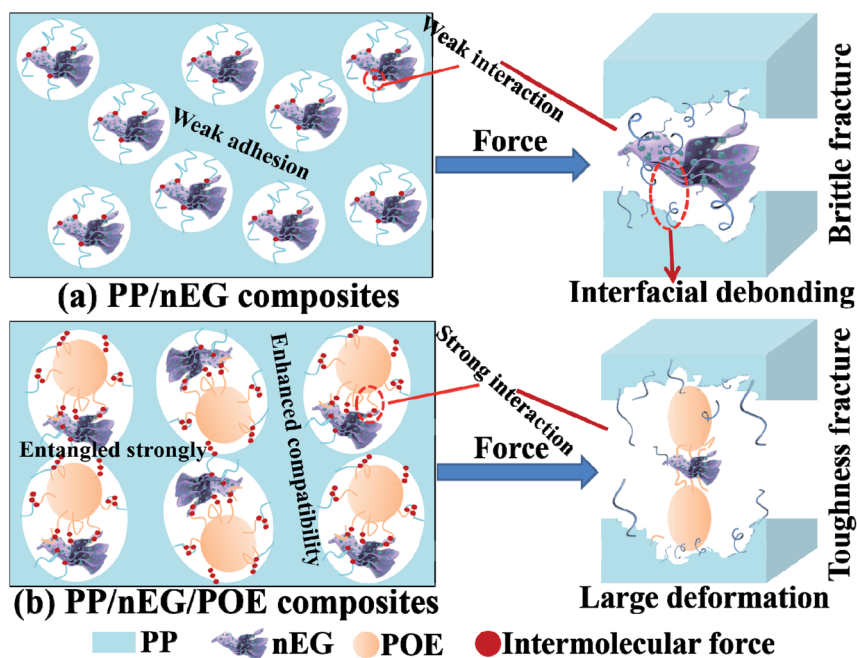 Weak adhesion
Weak interaction
Force
Brittle fracture
(a) PP/nEG composites
Interfacial debonding
Entangled strongly
Enhanced compatibility
Strong interaction
Force
Toughness fracture
(b) PP/nEG/POE composites
Large deformation
PP nEG POE Intermolecular force